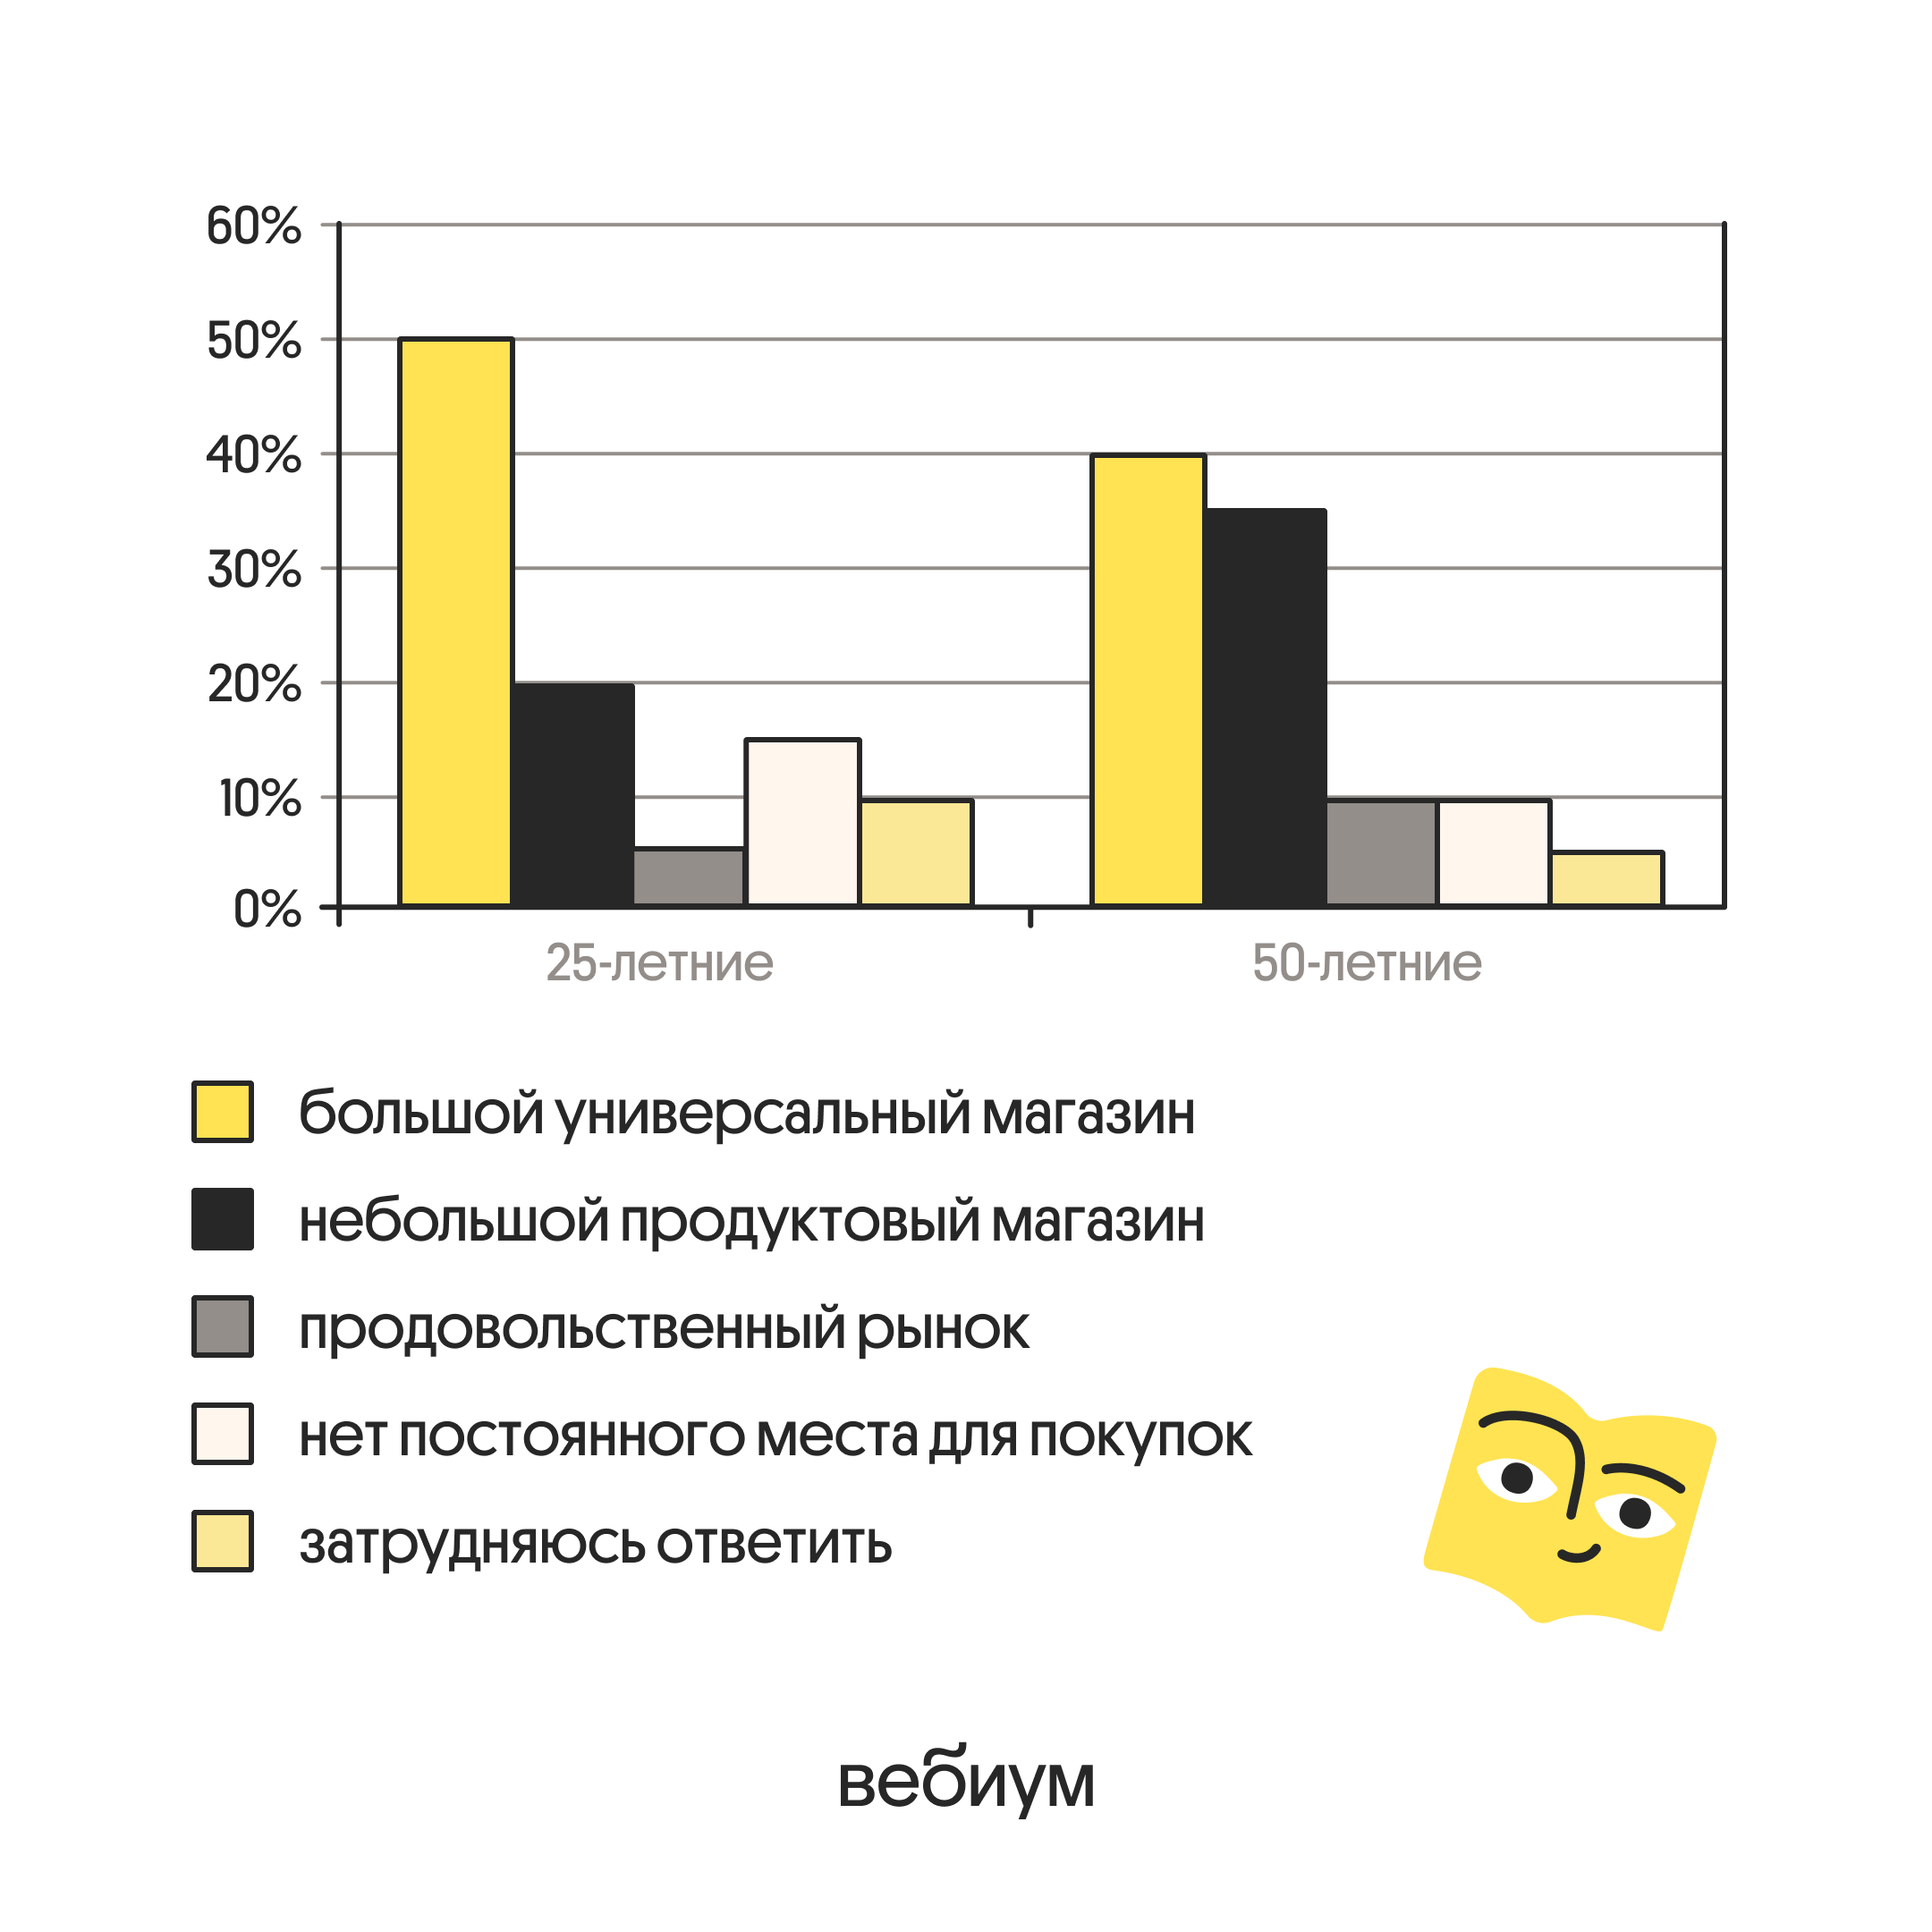 60%
50%
40%
30%
20%
10%
0%
25-летние
50-летние
большой универсальный магазин
небольшой продуктовый магазин
продовольственный рынок
нет постоянного места для покупок
затрудняюсь ответить
вебиум